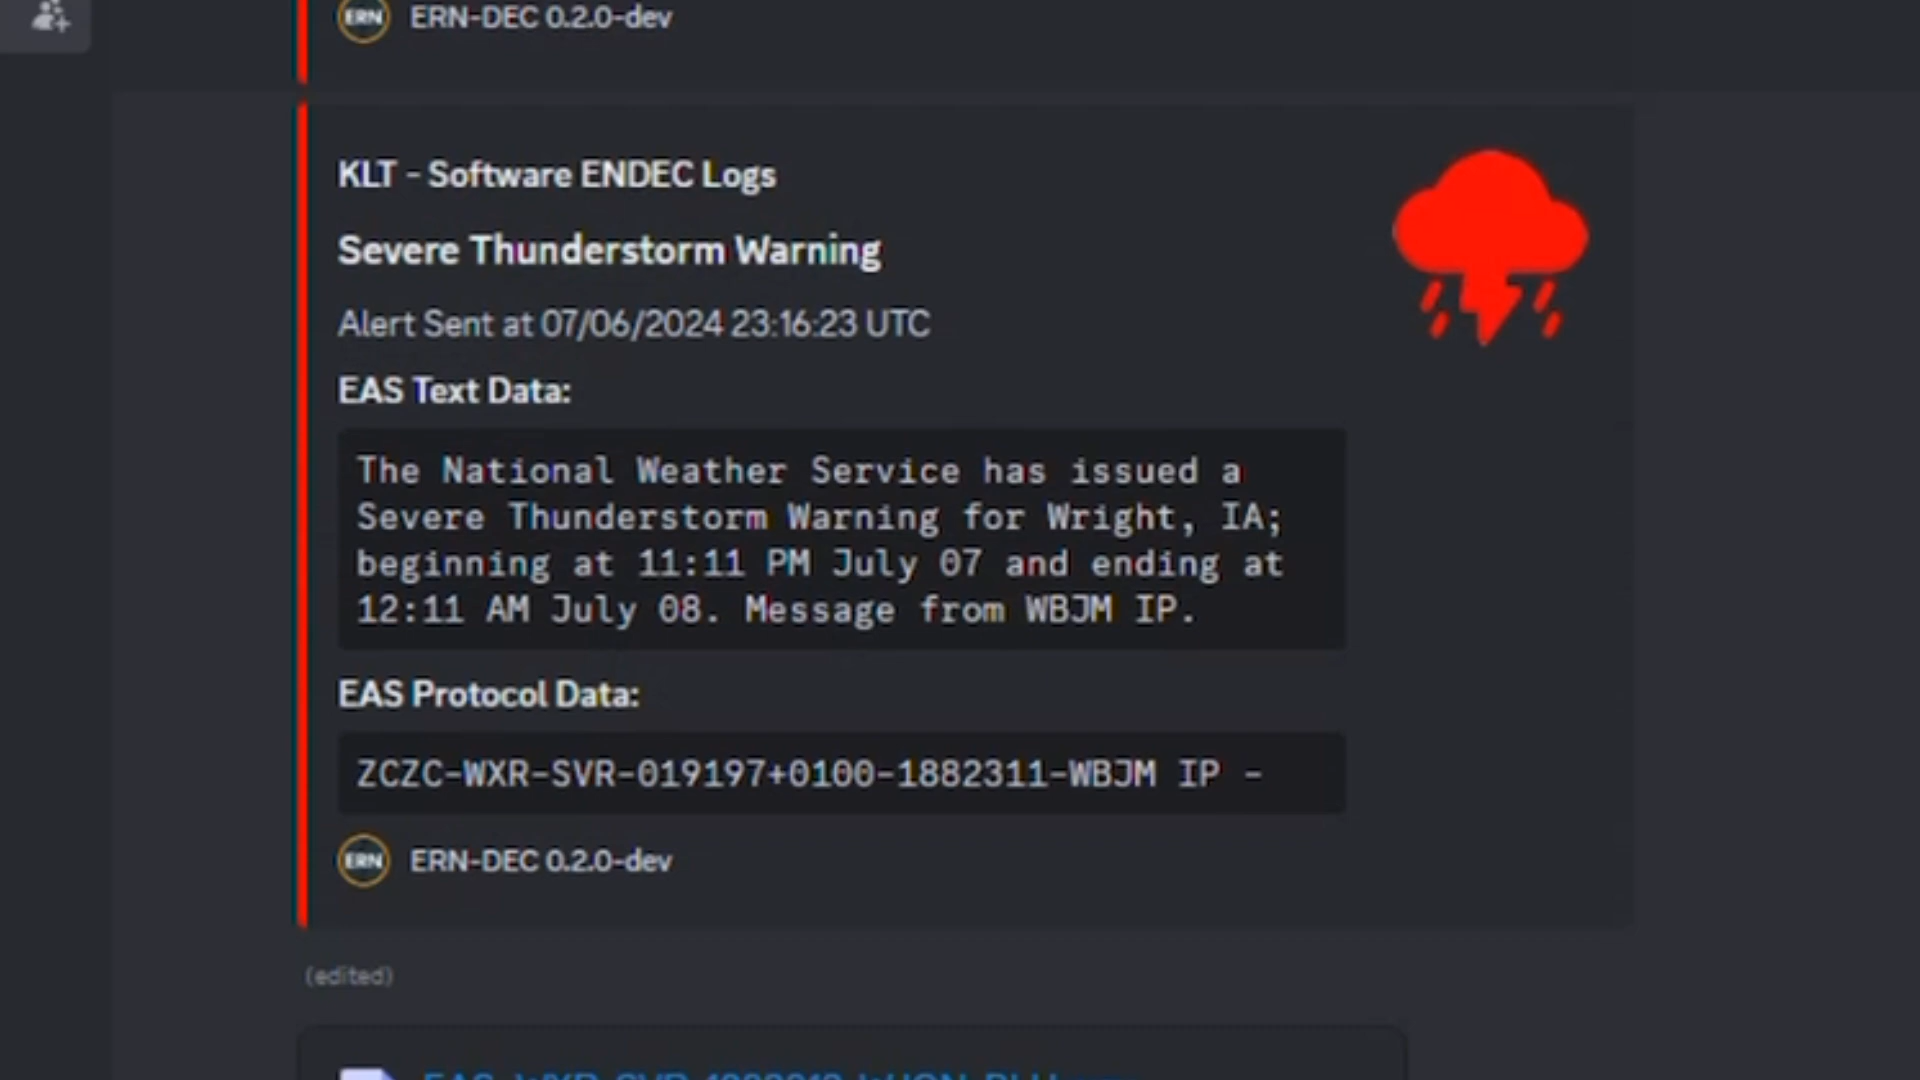 ERN ERN-DEC 0.2.0-dev
KLT - Software ENDEC Logs
Severe Thunderstorm Warning
Alert Sent at 07/06/2024 23:16:23 UTC
EAS Text Data:
The National Weather Service has issued a
Severe Thunderstorm Warning for Wright, IA;
beginning at 11:11 PM July 07 and ending at
12:11 AM July 08. Message from WBJM IP.
EAS Protocol Data:
ZCZC-WXR-SVR-019197+0100-1882311-WBJM IP -
ERN ERN-DEC 0.2.0-dev
(edited)